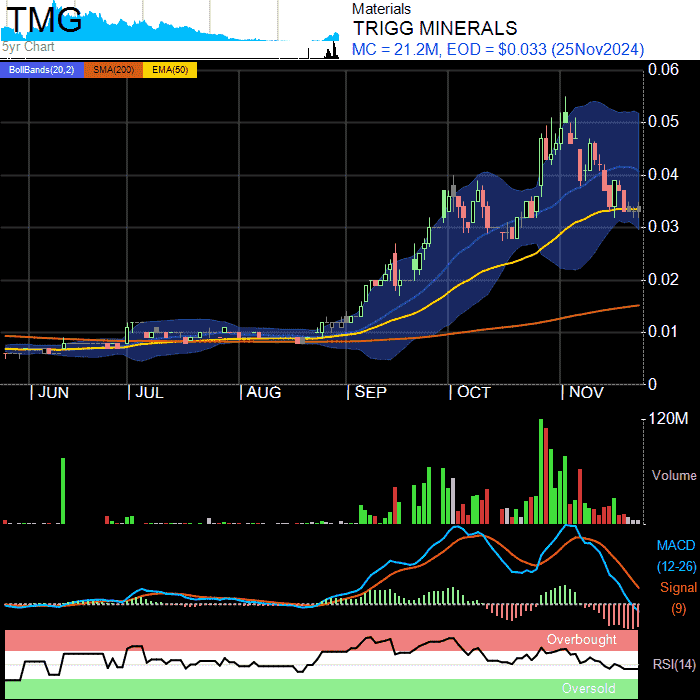 TMG
5yr Chart
Materials
TRIGG MINERALS
MC = 21.2M, EOD = $0.033 (25Nov2024)
BollBands(20,2) SMA(200) EMA(50)
0.06
0.05
0.04
0.03
0.02
0.01
0
JUN JUL AUG SEP OCT NOV
120M
Volume
MACD
(12-26)
Signal
(9)
Overbought
RSI(14)
Oversold